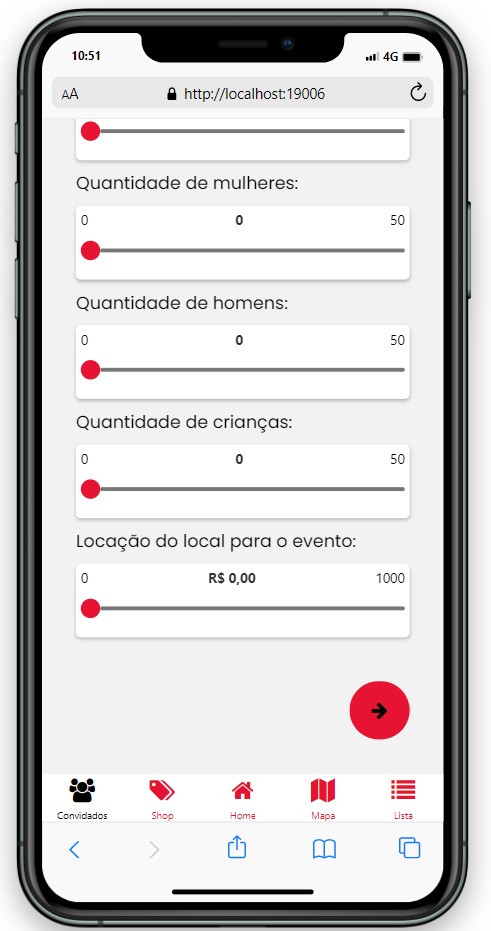 10:51
4G
AA
http://localhost:19006
Quantidade de mulheres:
0 0 50
Quantidade de homens:
0 0 50
Quantidade de crianças:
0 0 50
Locação do local para o evento:
0 R$ 0,00 1000
Convidados Shop Home Mapa Lista